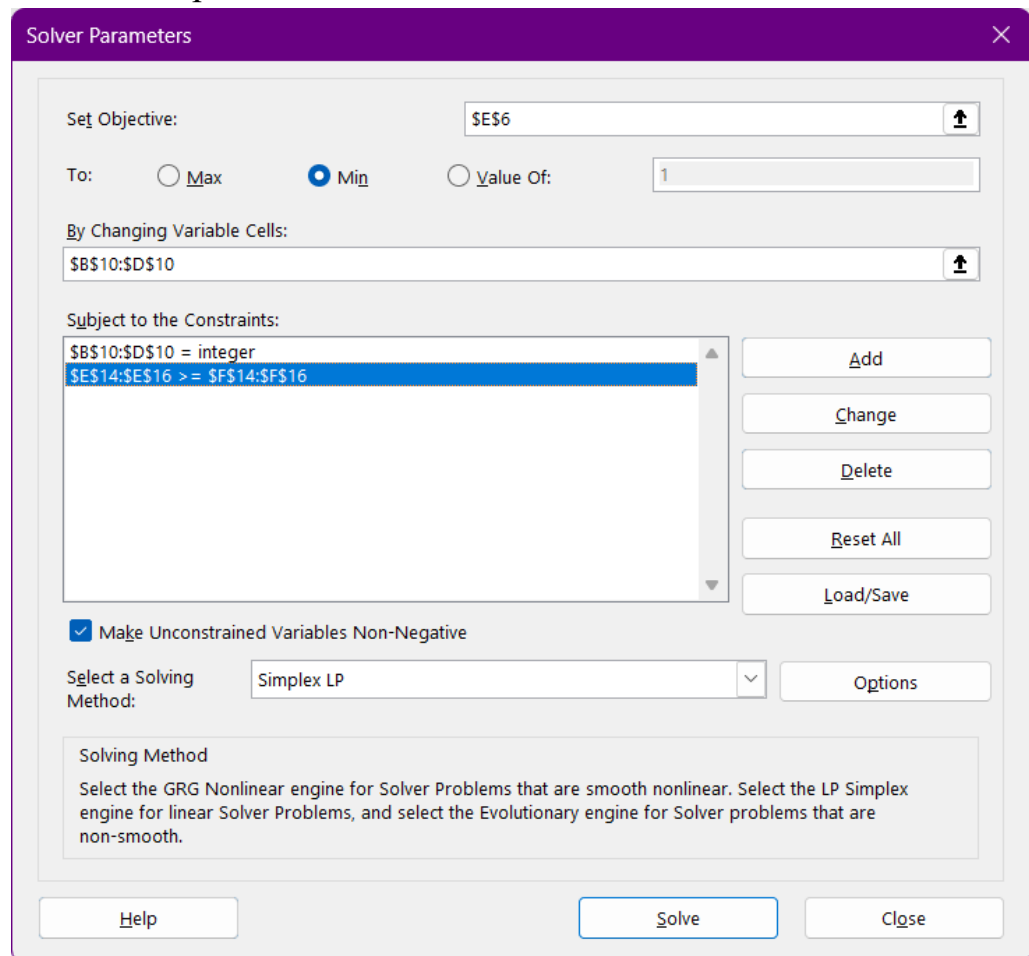 Solver Parameters
Set Objective:
$E$6
To:
Max
Min
Value Of:
1
By Changing Variable Cells:
$B$10:$D$10
Subject to the Constraints:
$B$10:$D$10 = integer
$E$14:$E$16 >= $F$14:$F$16
Add
Change
Delete
Reset All
Load/Save
Make Unconstrained Variables Non-Negative
Select a Solving
Method:
Simplex LP
Options
Solving Method
Select the GRG Nonlinear engine for Solver Problems that are smooth nonlinear. Select the LP Simplex
engine for linear Solver Problems, and select the Evolutionary engine for Solver problems that are
non-smooth.
Help
Solve
Close